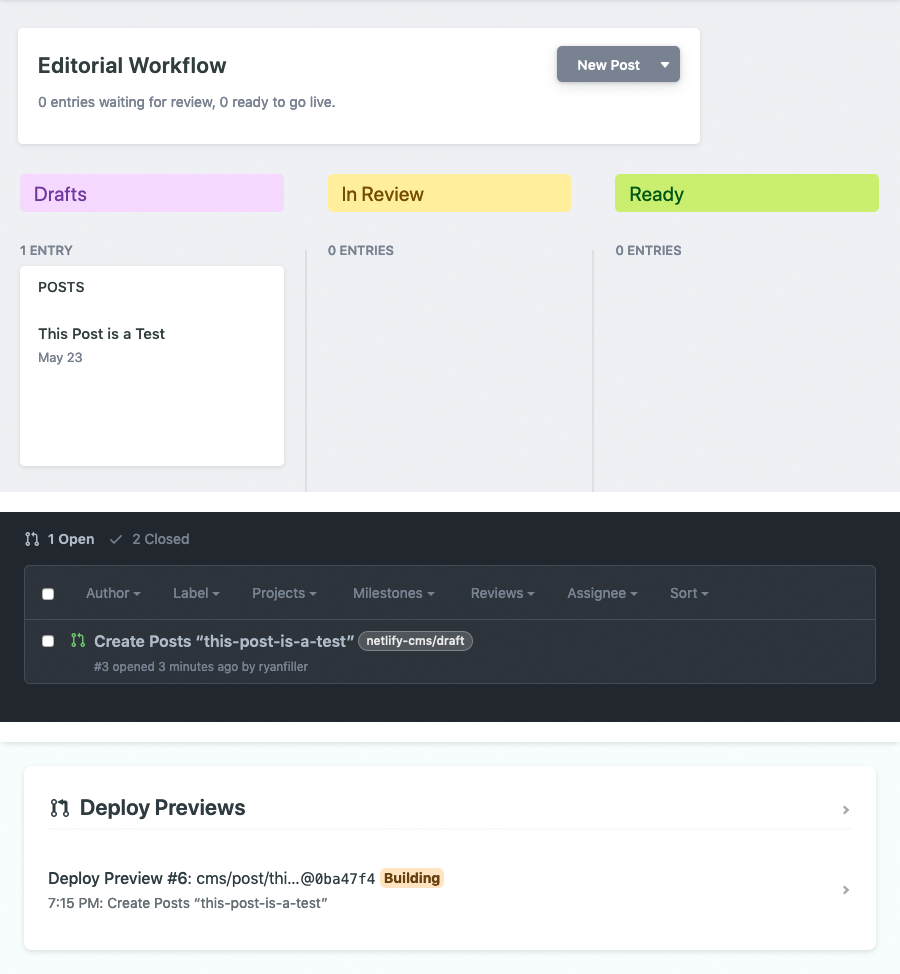 Editorial Workflow
New Post
0 entries waiting for review, 0 ready to go live.
Drafts
In Review
Ready
1 ENTRY
0 ENTRIES
0 ENTRIES
POSTS
This Post is a Test
May 23
1 Open
2 Closed
Author
Label
Projects
Milestones
Reviews
Assignee
Sort
Create Posts “this-post-is-a-test” netlify-cms/draft
#3 opened 3 minutes ago by ryanfiller
Deploy Previews
Deploy Preview #6: cms/post/thi...@0ba47f4 Building
7:15 PM: Create Posts “this-post-is-a-test”